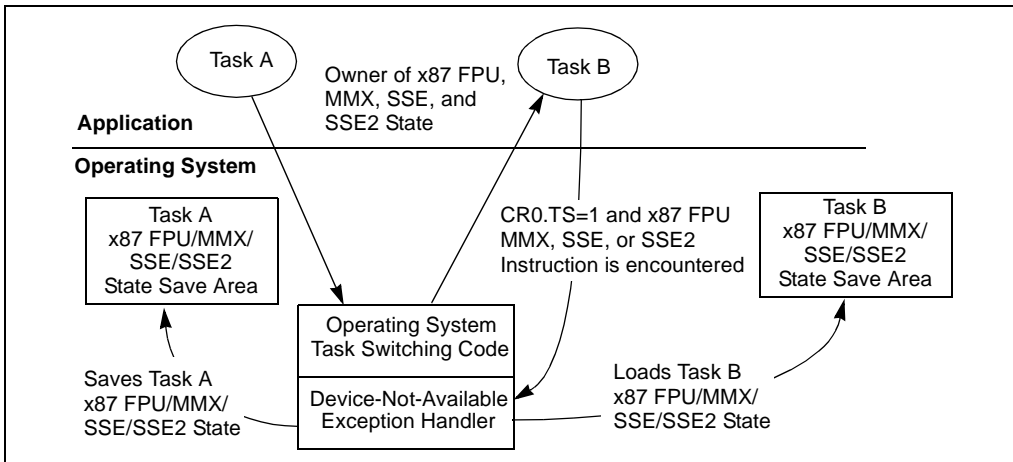 Task A
Owner of x87 FPU,
MMX, SSE, and
SSE2 State
Task B
Application
Operating System
Task A
x87 FPU/MMX/
SSE/SSE2
State Save Area
CR0.TS=1 and x87 FPU
MMX, SSE, or SSE2
Instruction is encountered
Task B
x87 FPU/MMX/
SSE/SSE2
State Save Area
Operating System
Task Switching Code
Device-Not-Available
Exception Handler
Saves Task A
x87 FPU/MMX/
SSE/SSE2 State
Loads Task B
x87 FPU/MMX/
SSE/SSE2 State